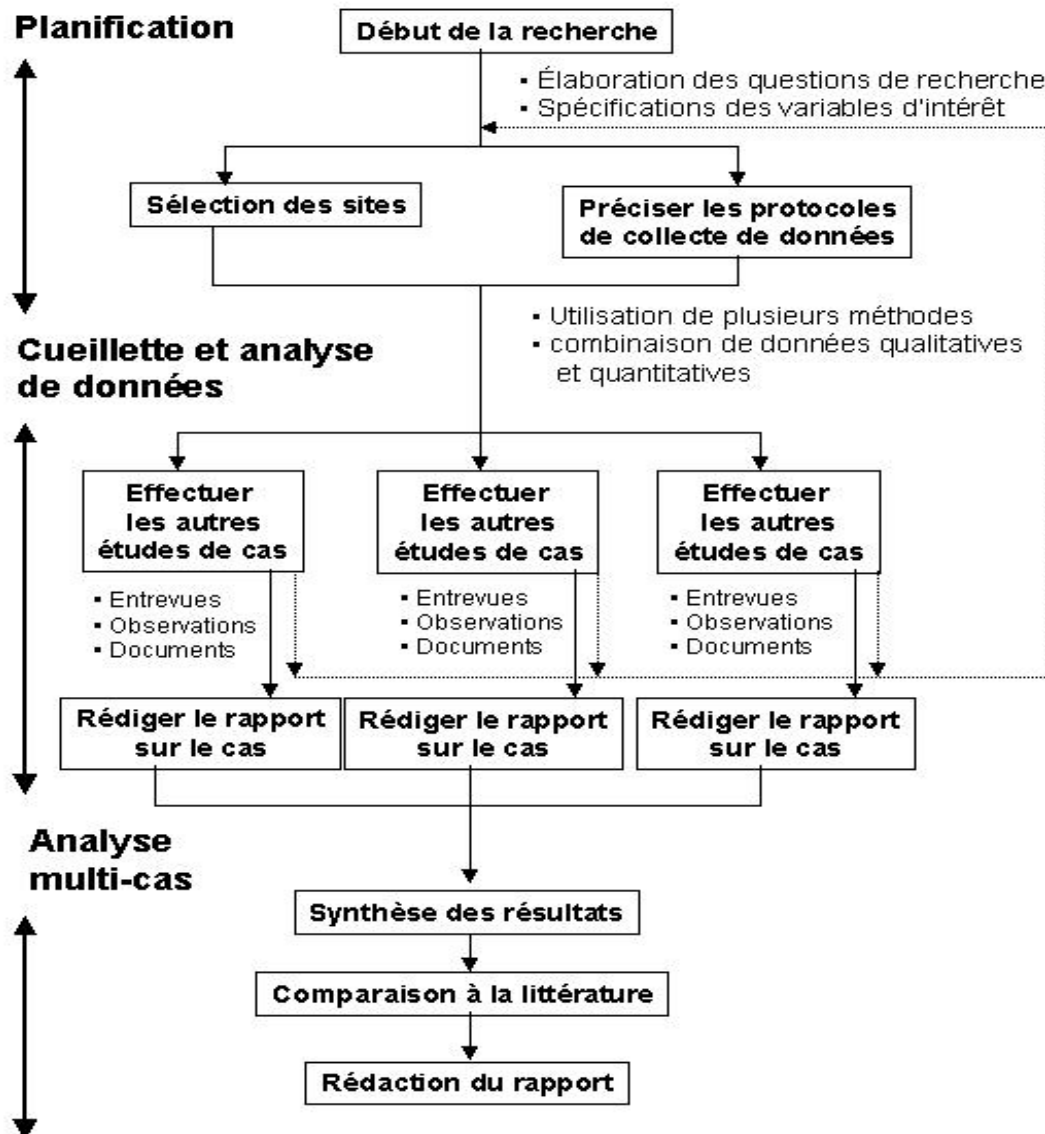 Planification
Début de la recherche
▪ Élaboration des questions de recherche
▪ Spécifications des variables d'intérêt
Sélection des sites
Préciser les protocoles
de collecte de données
▪ Utilisation de plusieurs méthodes
▪ combinaison de données qualitatives
et quantitatives
Cueillette et analyse
de données
Effectuer
les autres
études de cas
▪ Entrevues
▪ Observations
▪ Documents
Effectuer
les autres
études de cas
▪ Entrevues
▪ Observations
▪ Documents
Effectuer
les autres
études de cas
▪ Entrevues
▪ Observations
▪ Documents
Rédiger le rapport
sur le cas
Rédiger le rapport
sur le cas
Rédiger le rapport
sur le cas
Analyse
multi-cas
Synthèse des résultats
Comparaison à la littérature
Rédaction du rapport